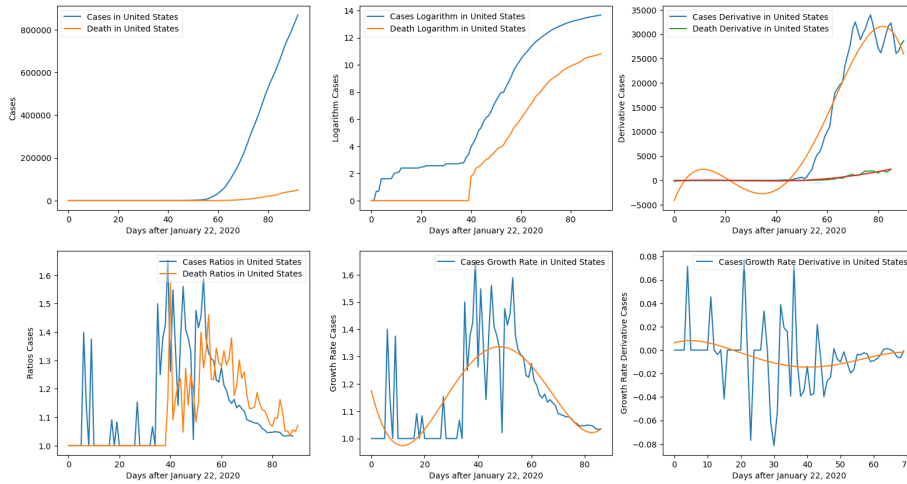 Cases in United States
Death in United States
800000
600000
400000
200000
0
Cases
0 20 40 60 80
Days after January 22, 2020
Cases Logarithm in United States
Death Logarithm in United States
14
12
10
8
6
4
2
0
Logarithm Cases
0 20 40 60 80
Days after January 22, 2020
Cases Derivative in United States
Death Derivative in United States
35000
30000
25000
20000
15000
10000
5000
0
−5000
Derivative Cases
0 20 40 60 80
Days after January 22, 2020
Cases Ratios in United States
Death Ratios in United States
1.6
1.5
1.4
1.3
1.2
1.1
1.0
Ratios Cases
0 20 40 60 80
Days after January 22, 2020
Cases Growth Rate in United States
1.6
1.5
1.4
1.3
1.2
1.1
1.0
Growth Rate Cases
0 20 40 60 80
Days after January 22, 2020
Cases Growth Rate Derivative in United States
0.08
0.06
0.04
0.02
0.00
−0.02
−0.04
−0.06
−0.08
Growth Rate Derivative Cases
0 10 20 30 40 50 60 70
Days after January 22, 2020